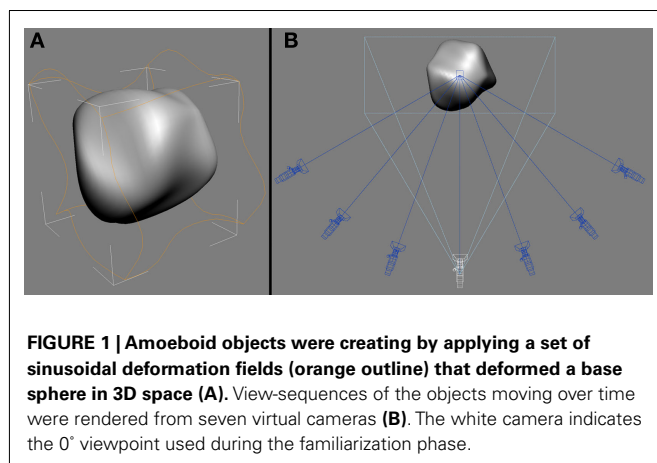 A
B
FIGURE 1 | Amoeboid objects were creating by applying a set of
sinusoidal deformation fields (orange outline) that deformed a base
sphere in 3D space (A). View-sequences of the objects moving over time
were rendered from seven virtual cameras (B). The white camera indicates
the 0° viewpoint used during the familiarization phase.